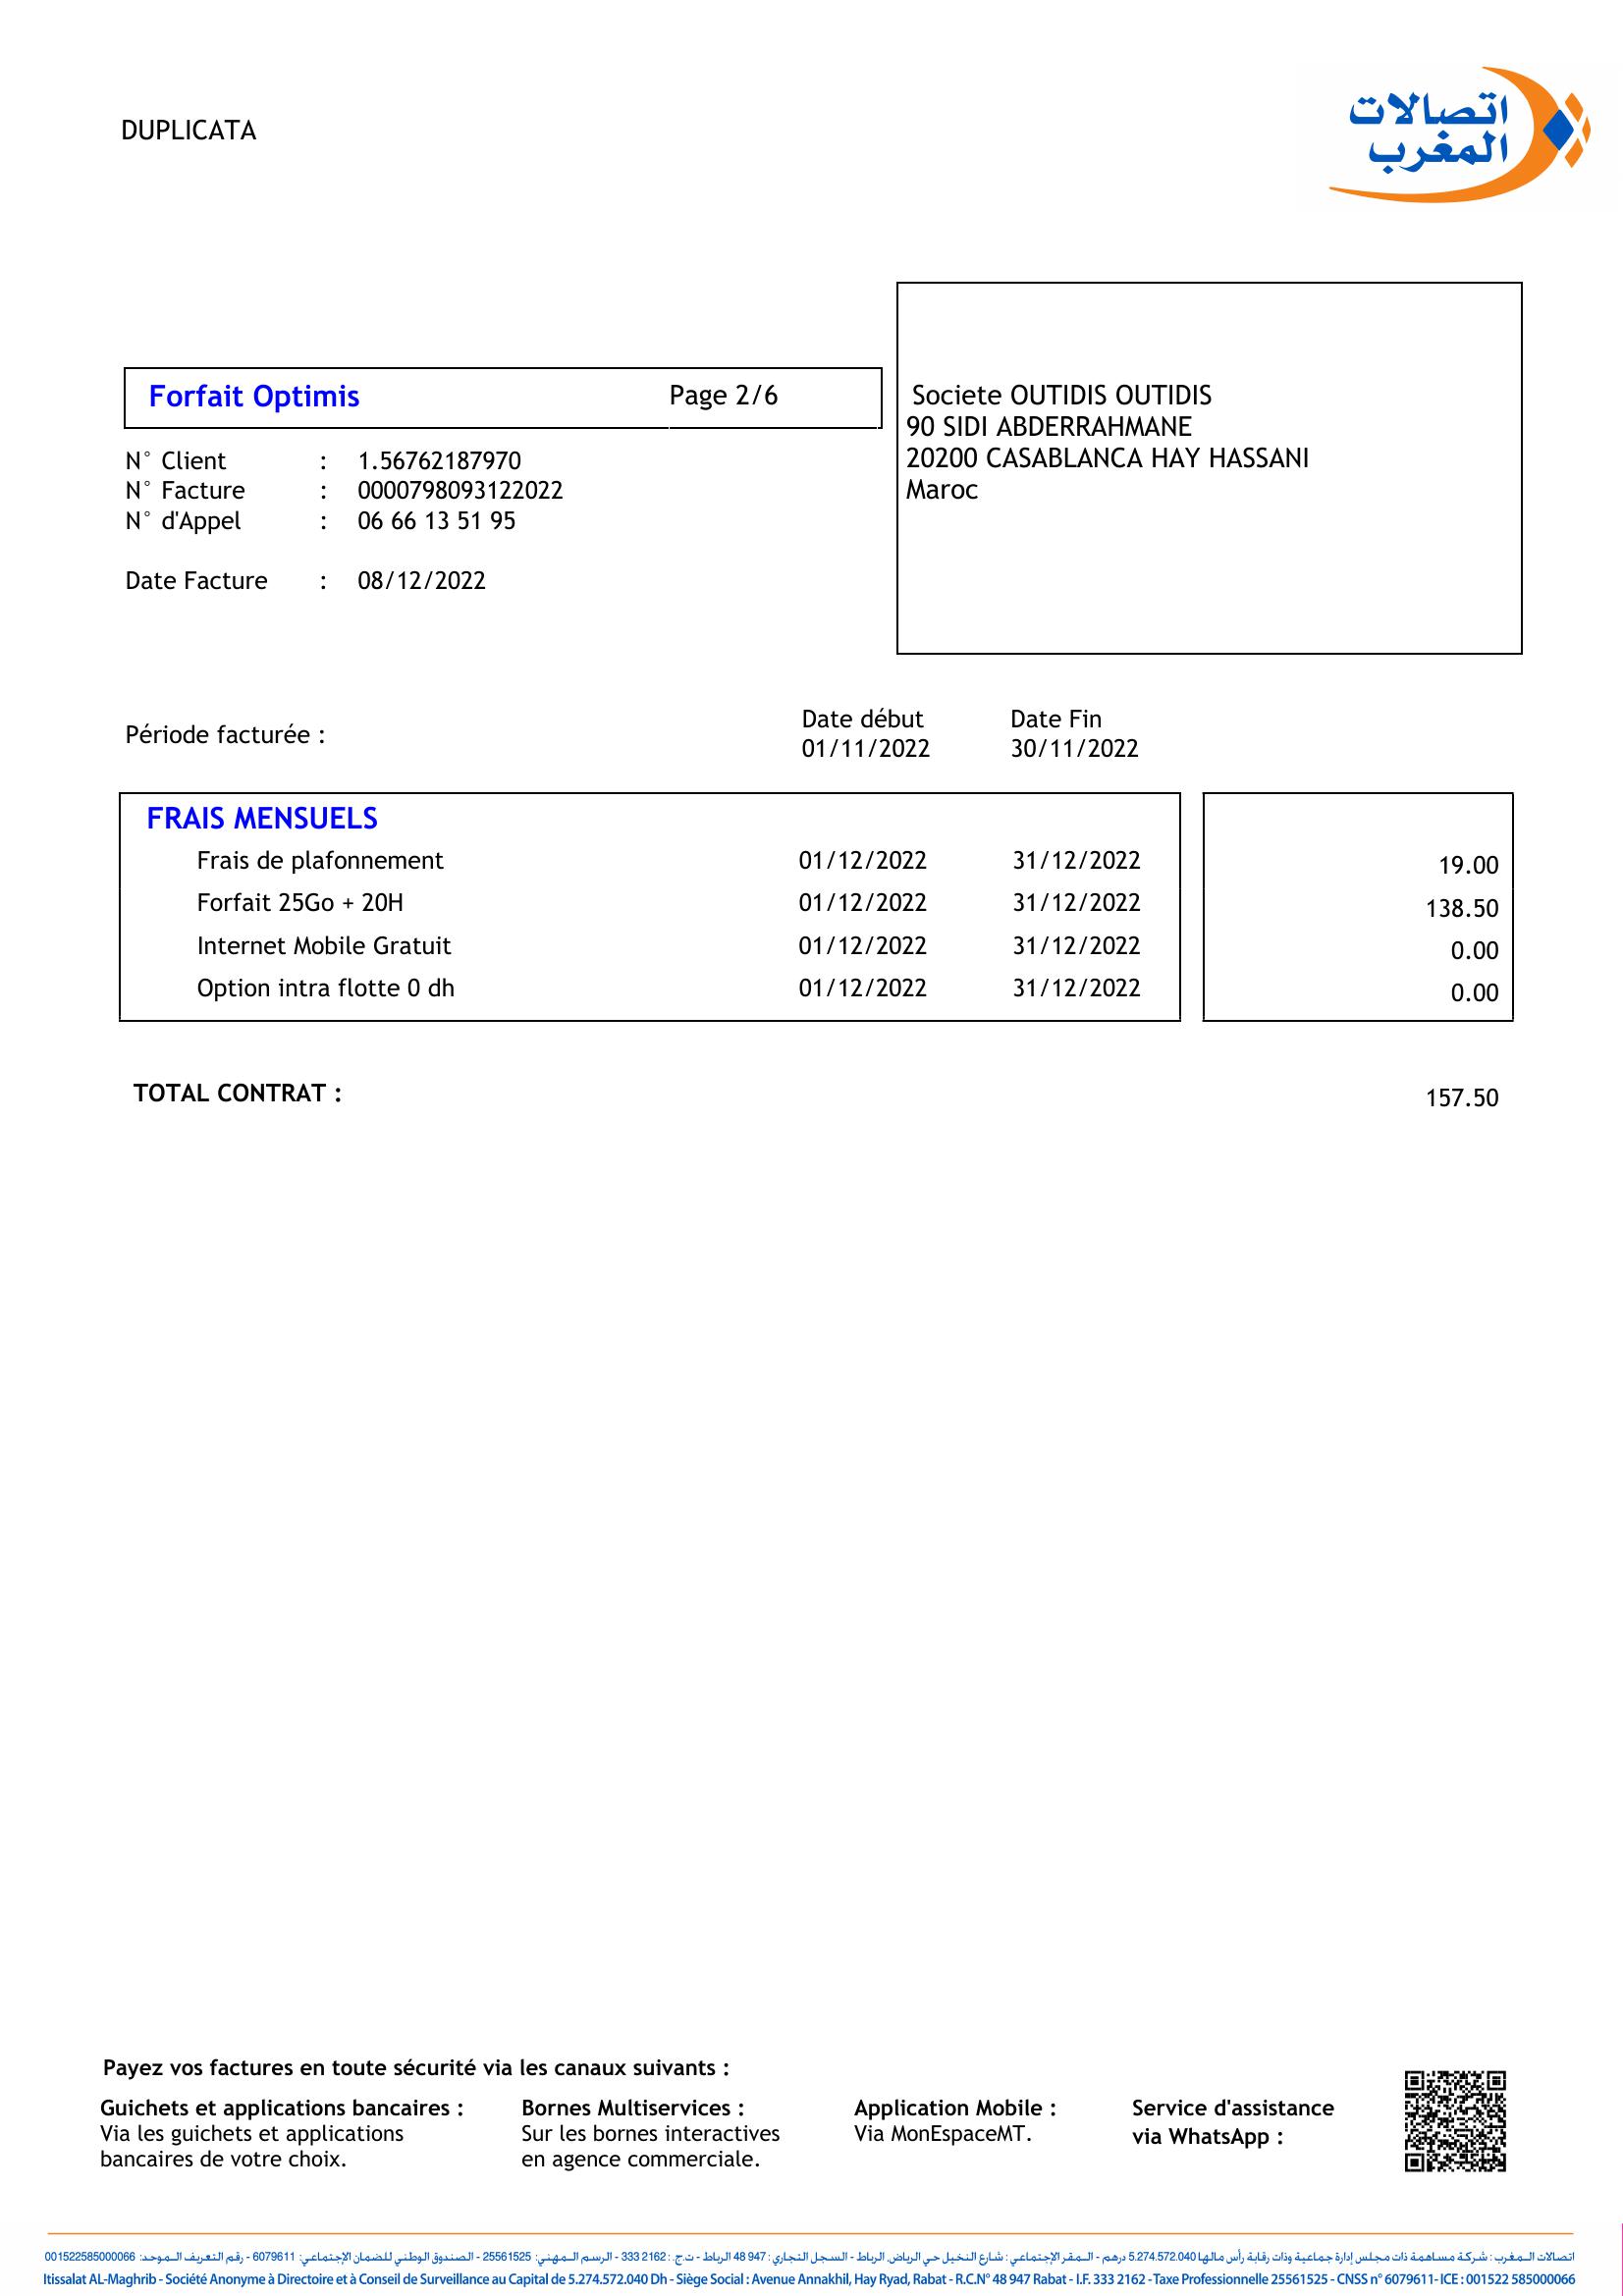 DUPLICATA
اتصالات
المغرب
Forfait Optimis Page 2/6
N° Client : 1.56762187970
N° Facture : 0000798093122022
N° d'Appel : 06 66 13 51 95
Date Facture : 08/12/2022
Societe OUTIDIS OUTIDIS
90 SIDI ABDERRAHMANE
20200 CASABLANCA HAY HASSANI
Maroc
Période facturée :
Date début Date Fin
01/11/2022 30/11/2022
FRAIS MENSUELS
Frais de plafonnement 01/12/2022 31/12/2022 19.00
Forfait 25Go + 20H 01/12/2022 31/12/2022 138.50
Internet Mobile Gratuit 01/12/2022 31/12/2022 0.00
Option intra flotte 0 dh 01/12/2022 31/12/2022 0.00
TOTAL CONTRAT : 157.50
Payez vos factures en toute sécurité via les canaux suivants :
Guichets et applications bancaires :
Via les guichets et applications
bancaires de votre choix.
Bornes Multiservices :
Sur les bornes interactives
en agence commerciale.
Application Mobile :
Via MonEspaceMT.
Service d'assistance
via WhatsApp :
اتصالات المغرب : شركة مساهمة ذات مجلس إدارة جماعية وذات رقابة رأس مالها 5.274.572.040 درهم - المقر الإجتماعي : شارع النخيل حي الرياض. الرباط - السجل التجاري : 947 48 الرباط - ت.ج. : 2162 333 - الرسم المهني: 25561525 - الصندوق الوطني للضمان الإجتماعي: 6079611 - رقم التعريف الموحد: 001522585000066
Itissalat AL-Maghrib - Société Anonyme à Directoire et à Conseil de Surveillance au Capital de 5.274.572.040 Dh - Siège Social : Avenue Annakhil, Hay Ryad, Rabat - R.C.N° 48 947 Rabat - I.F. 333 2162 - Taxe Professionnelle 25561525 - CNSS n° 6079611- ICE : 001522 585000066